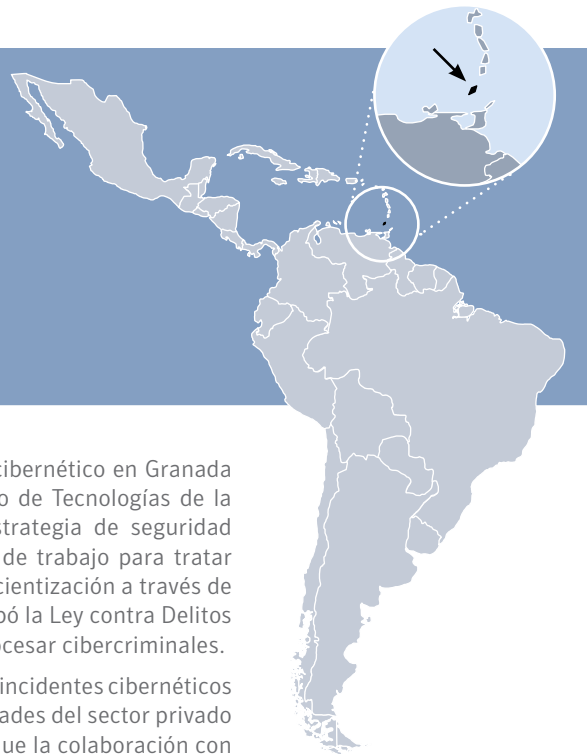 cibernético en Granada
o de Tecnologías de la
strategia de seguridad
de trabajo para tratar
cientización a través de
bó la Ley contra Delitos
ocesar cibercriminales.
incidentes cibernéticos
ades del sector privado
ue la colaboración con